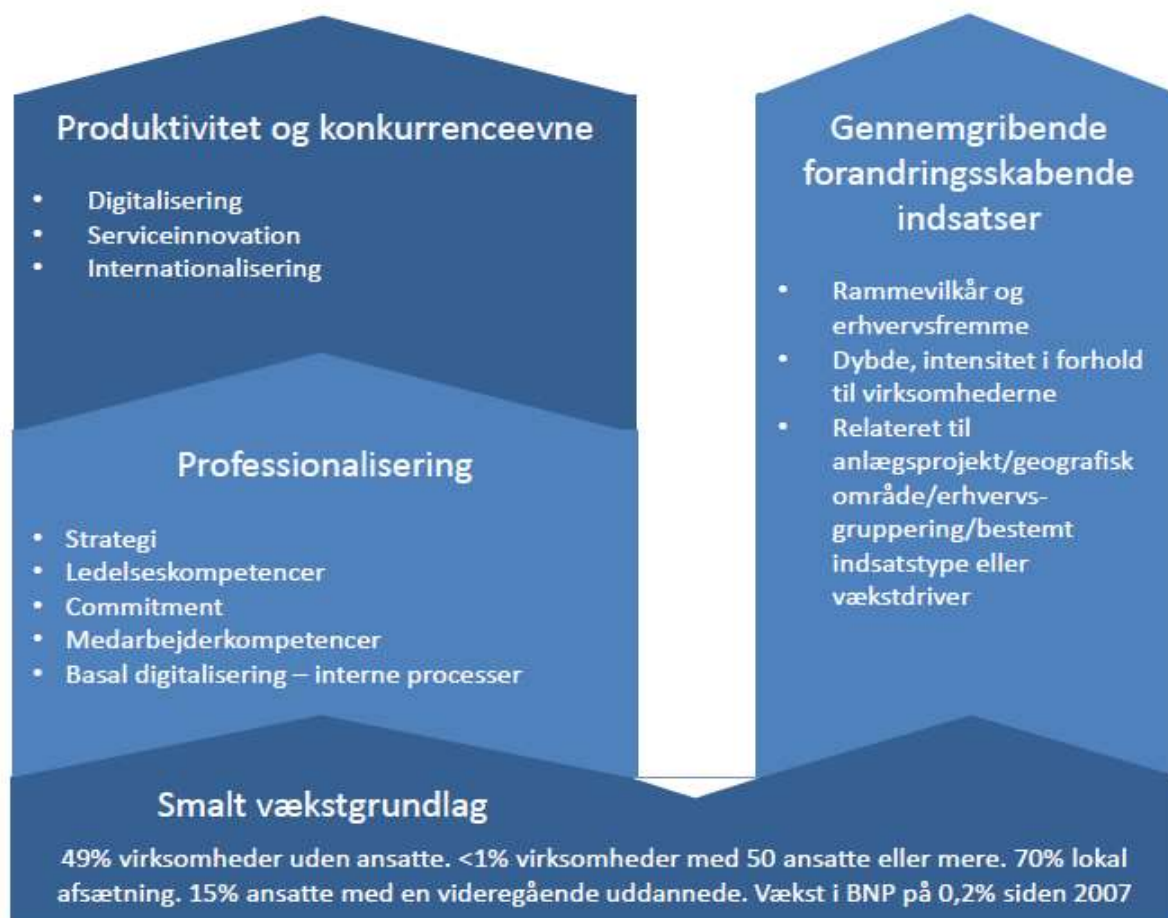 Produktivitet og konkurrenceevne
• Digitalisering
• Serviceinnovation
• Internationalisering
Professionalisering
• Strategi
• Ledelseskompetencer
• Commitment
• Medarbejderkompetencer
• Basal digitalisering – interne processer
Gennemgribende
forandringsskabende
indsatser
• Rammevilkår og
erhvervsfremme
• Dybde, intensitet i forhold
til virksomhederne
• Relateret til
anlægsprojekt/geografisk
område/erhvervs-
gruppering/bestemt
indsatstype eller
vækstdriver
Smalt vækstgrundlag
49% virksomheder uden ansatte. <1% virksomheder med 50 ansatte eller mere. 70% lokal
afsætning. 15% ansatte med en videregående uddannede. Vækst i BNP på 0,2% siden 2007